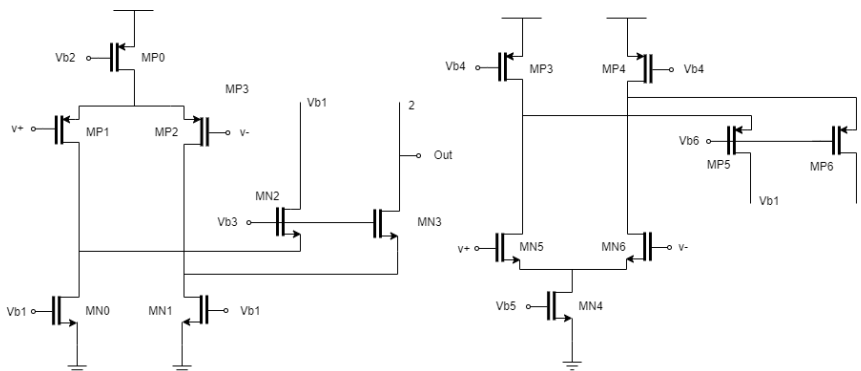 Vb2
MP0
MP3
v+
MP1
MP2
v-
Vb1
2
Out
MN2
Vb3
MN3
Vb1
MN0
MN1
Vb1
Vb4
MP3
MP4
Vb4
Vb6
MP5
MP6
Vb1
v+
MN5
MN6
v-
Vb5
MN4